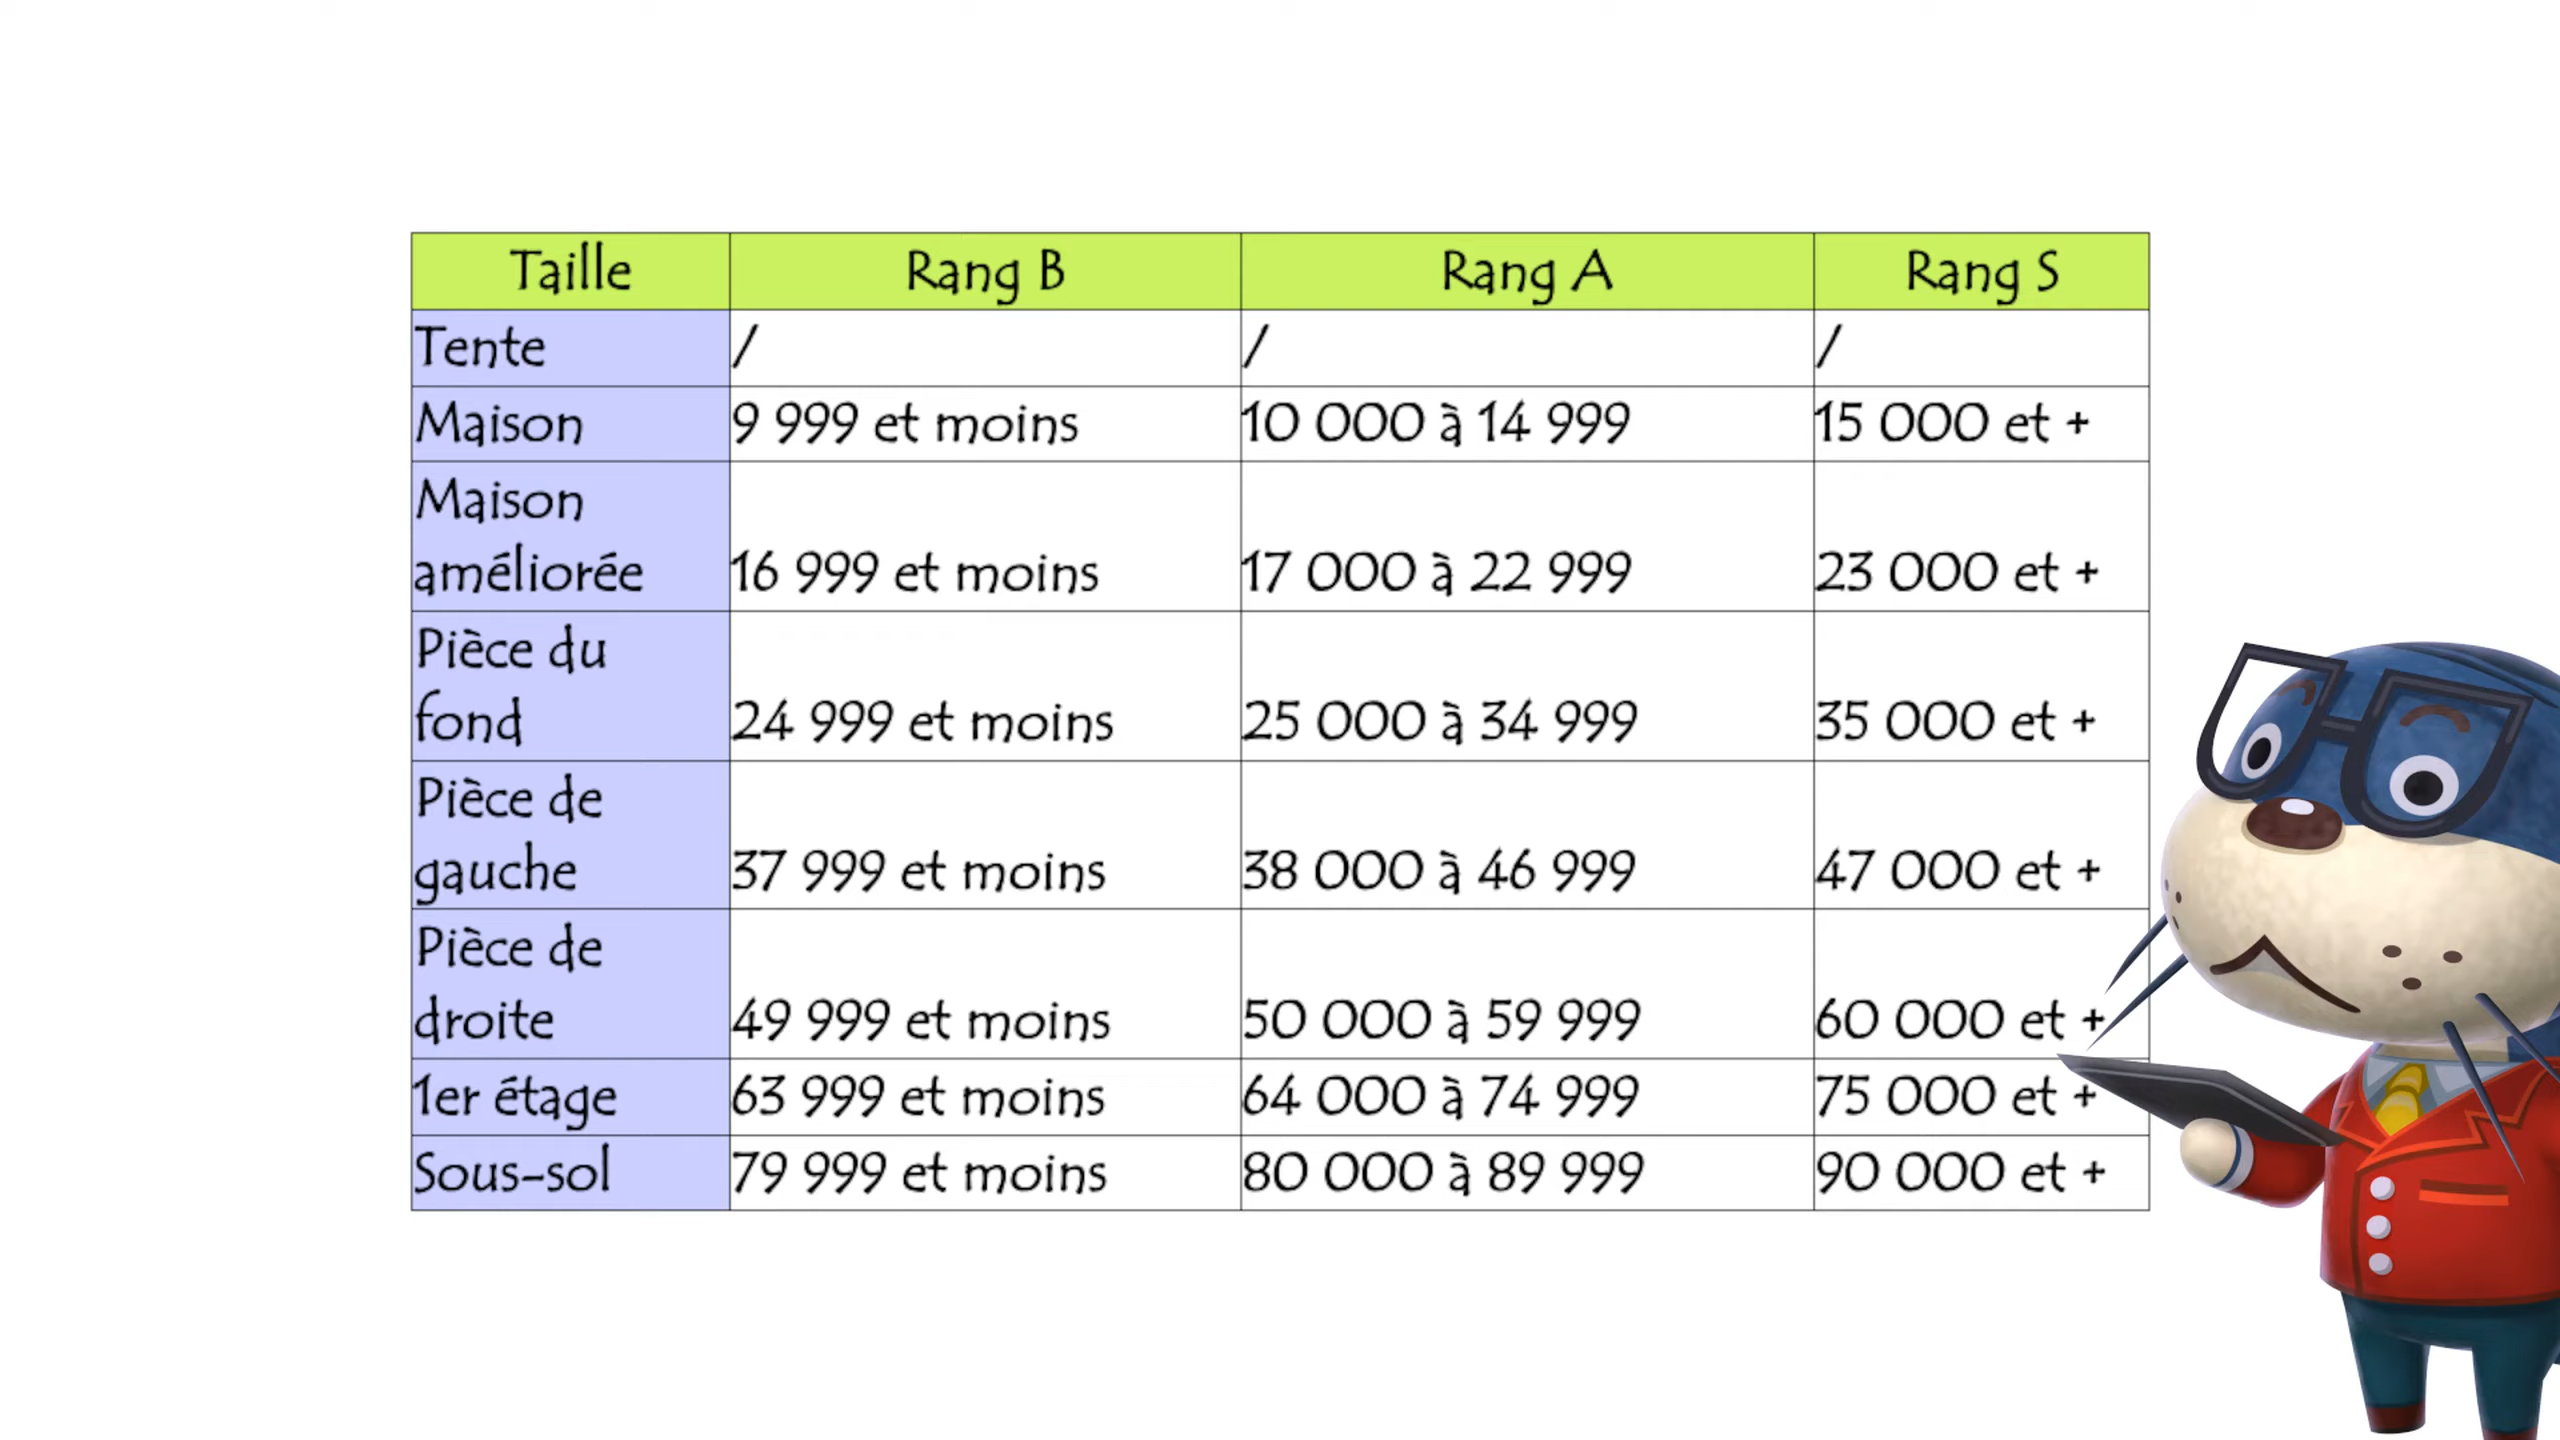 Taille Rang B Rang A Rang S
Tente / / /
Maison 9 999 et moins 10 000 à 14 999 15 000 et +
Maison
améliorée 16 999 et moins 17 000 à 22 999 23 000 et +
Pièce du
fond 24 999 et moins 25 000 à 34 999 35 000 et +
Pièce de
gauche 37 999 et moins 38 000 à 46 999 47 000 et +
Pièce de
droite 49 999 et moins 50 000 à 59 999 60 000 et +
1er étage 63 999 et moins 64 000 à 74 999 75 000 et +
Sous-sol 79 999 et moins 80 000 à 89 999 90 000 et +